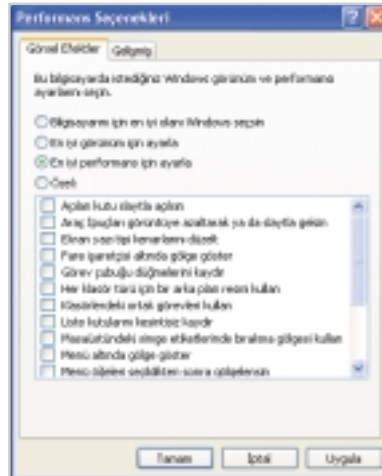 Performans Seçenekleri
Görsel Efektler Gelişmiş
Bu bilgisayarda istediğiniz Windows görünüm ve performans
ayarlarını seçin.
Bilgisayarım için en iyi olanı Windows seçsin
En iyi görünüm için ayarla
En iyi performans için ayarla
Özel:
Açılan kutu slaytla açılsın
Araç İpuçları görüntüye azaltarak ya da slaytla gelsin
Ekran yazı tipi kenarlarını düzelt
Fare işaretçisi altında gölge göster
Görev çubuğu düğmelerini kaydır
Her klasör türü için bir arka plan resmi kullan
Klasörlerdeki ortak görevleri kullan
Liste kutularını kesintisiz kaydır
Masaüstündeki simge etiketlerinde bırakma gölgesi kullan
Menü altında gölge göster
Menü öğeleri seçildikten sonra gölgelensin
Tamam İptal Uygula